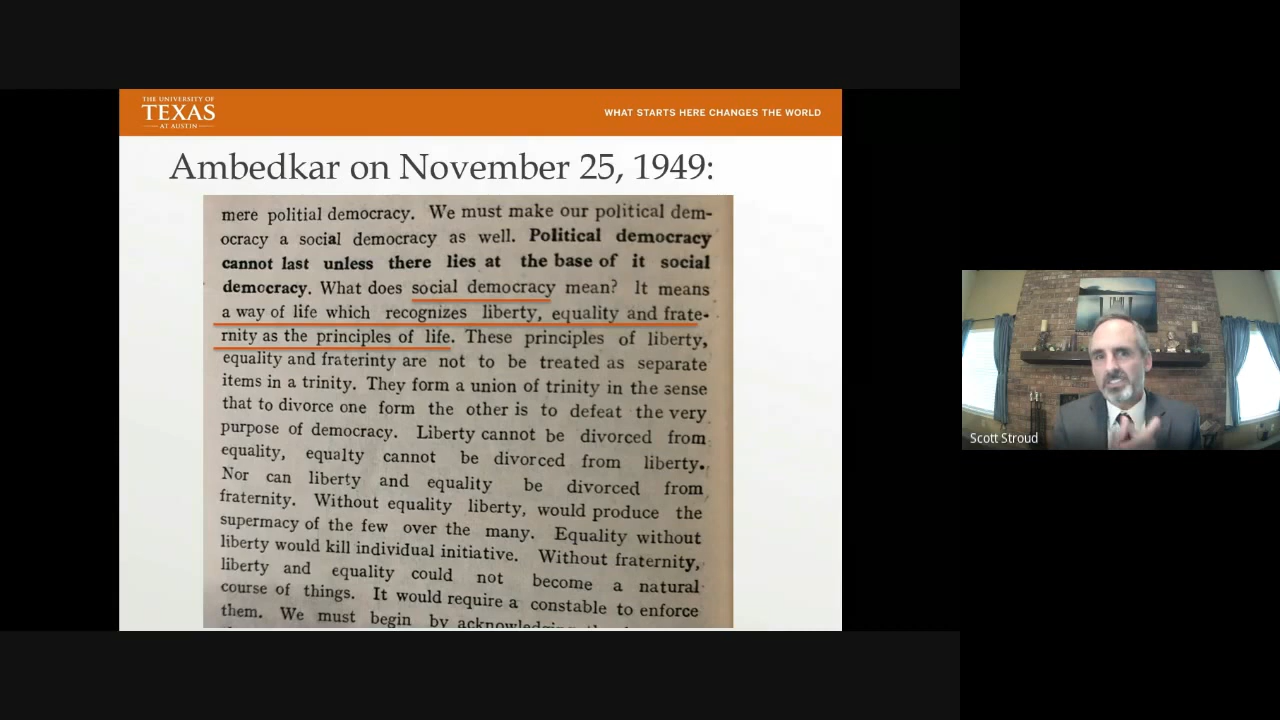 THE UNIVERSITY OF
TEXAS
AT AUSTIN
WHAT STARTS HERE CHANGES THE WORLD
Ambedkar on November 25, 1949:
mere politial democracy. We must make our political dem-
ocracy a social democracy as well. Political democracy
cannot last unless there lies at the base of it social
democracy. What does social democracy mean? It means
a way of life which recognizes liberty, equality and frate-
rnity as the principles of life. These principles of liberty,
equality and fraterinty are not to be treated as separate
items in a trinity. They form a union of trinity in the sense
that to divorce one form the other is to defeat the very
purpose of democracy. Liberty cannot be divorced from
equality, equalty cannot be divorced from liberty.
Nor can liberty and equality be divorced from
fraternity. Without equality liberty, would produce the
supermacy of the few over the many. Equality without
liberty would kill individual initiative. Without fraternity,
liberty and equality could not become a natural
course of things. It would require a constable to enforce
them. We must begin by
Scott Stroud